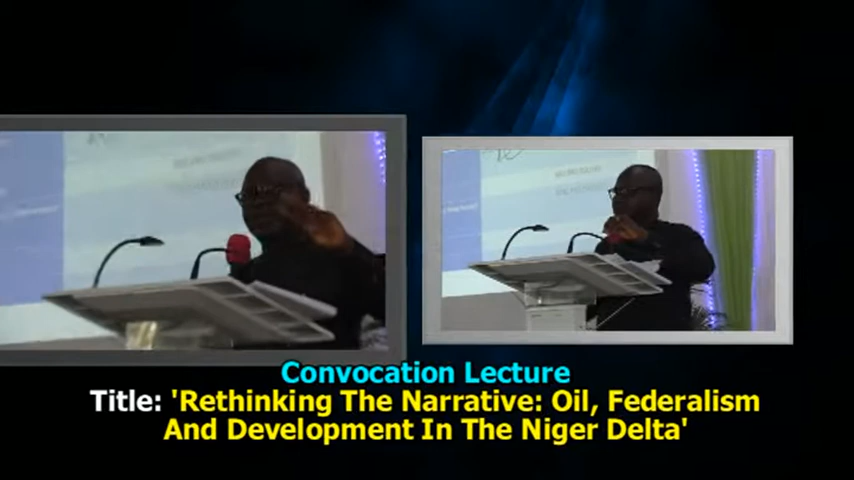 Convocation Lecture
Title: 'Rethinking The Narrative: Oil, Federalism
And Development In The Niger Delta'